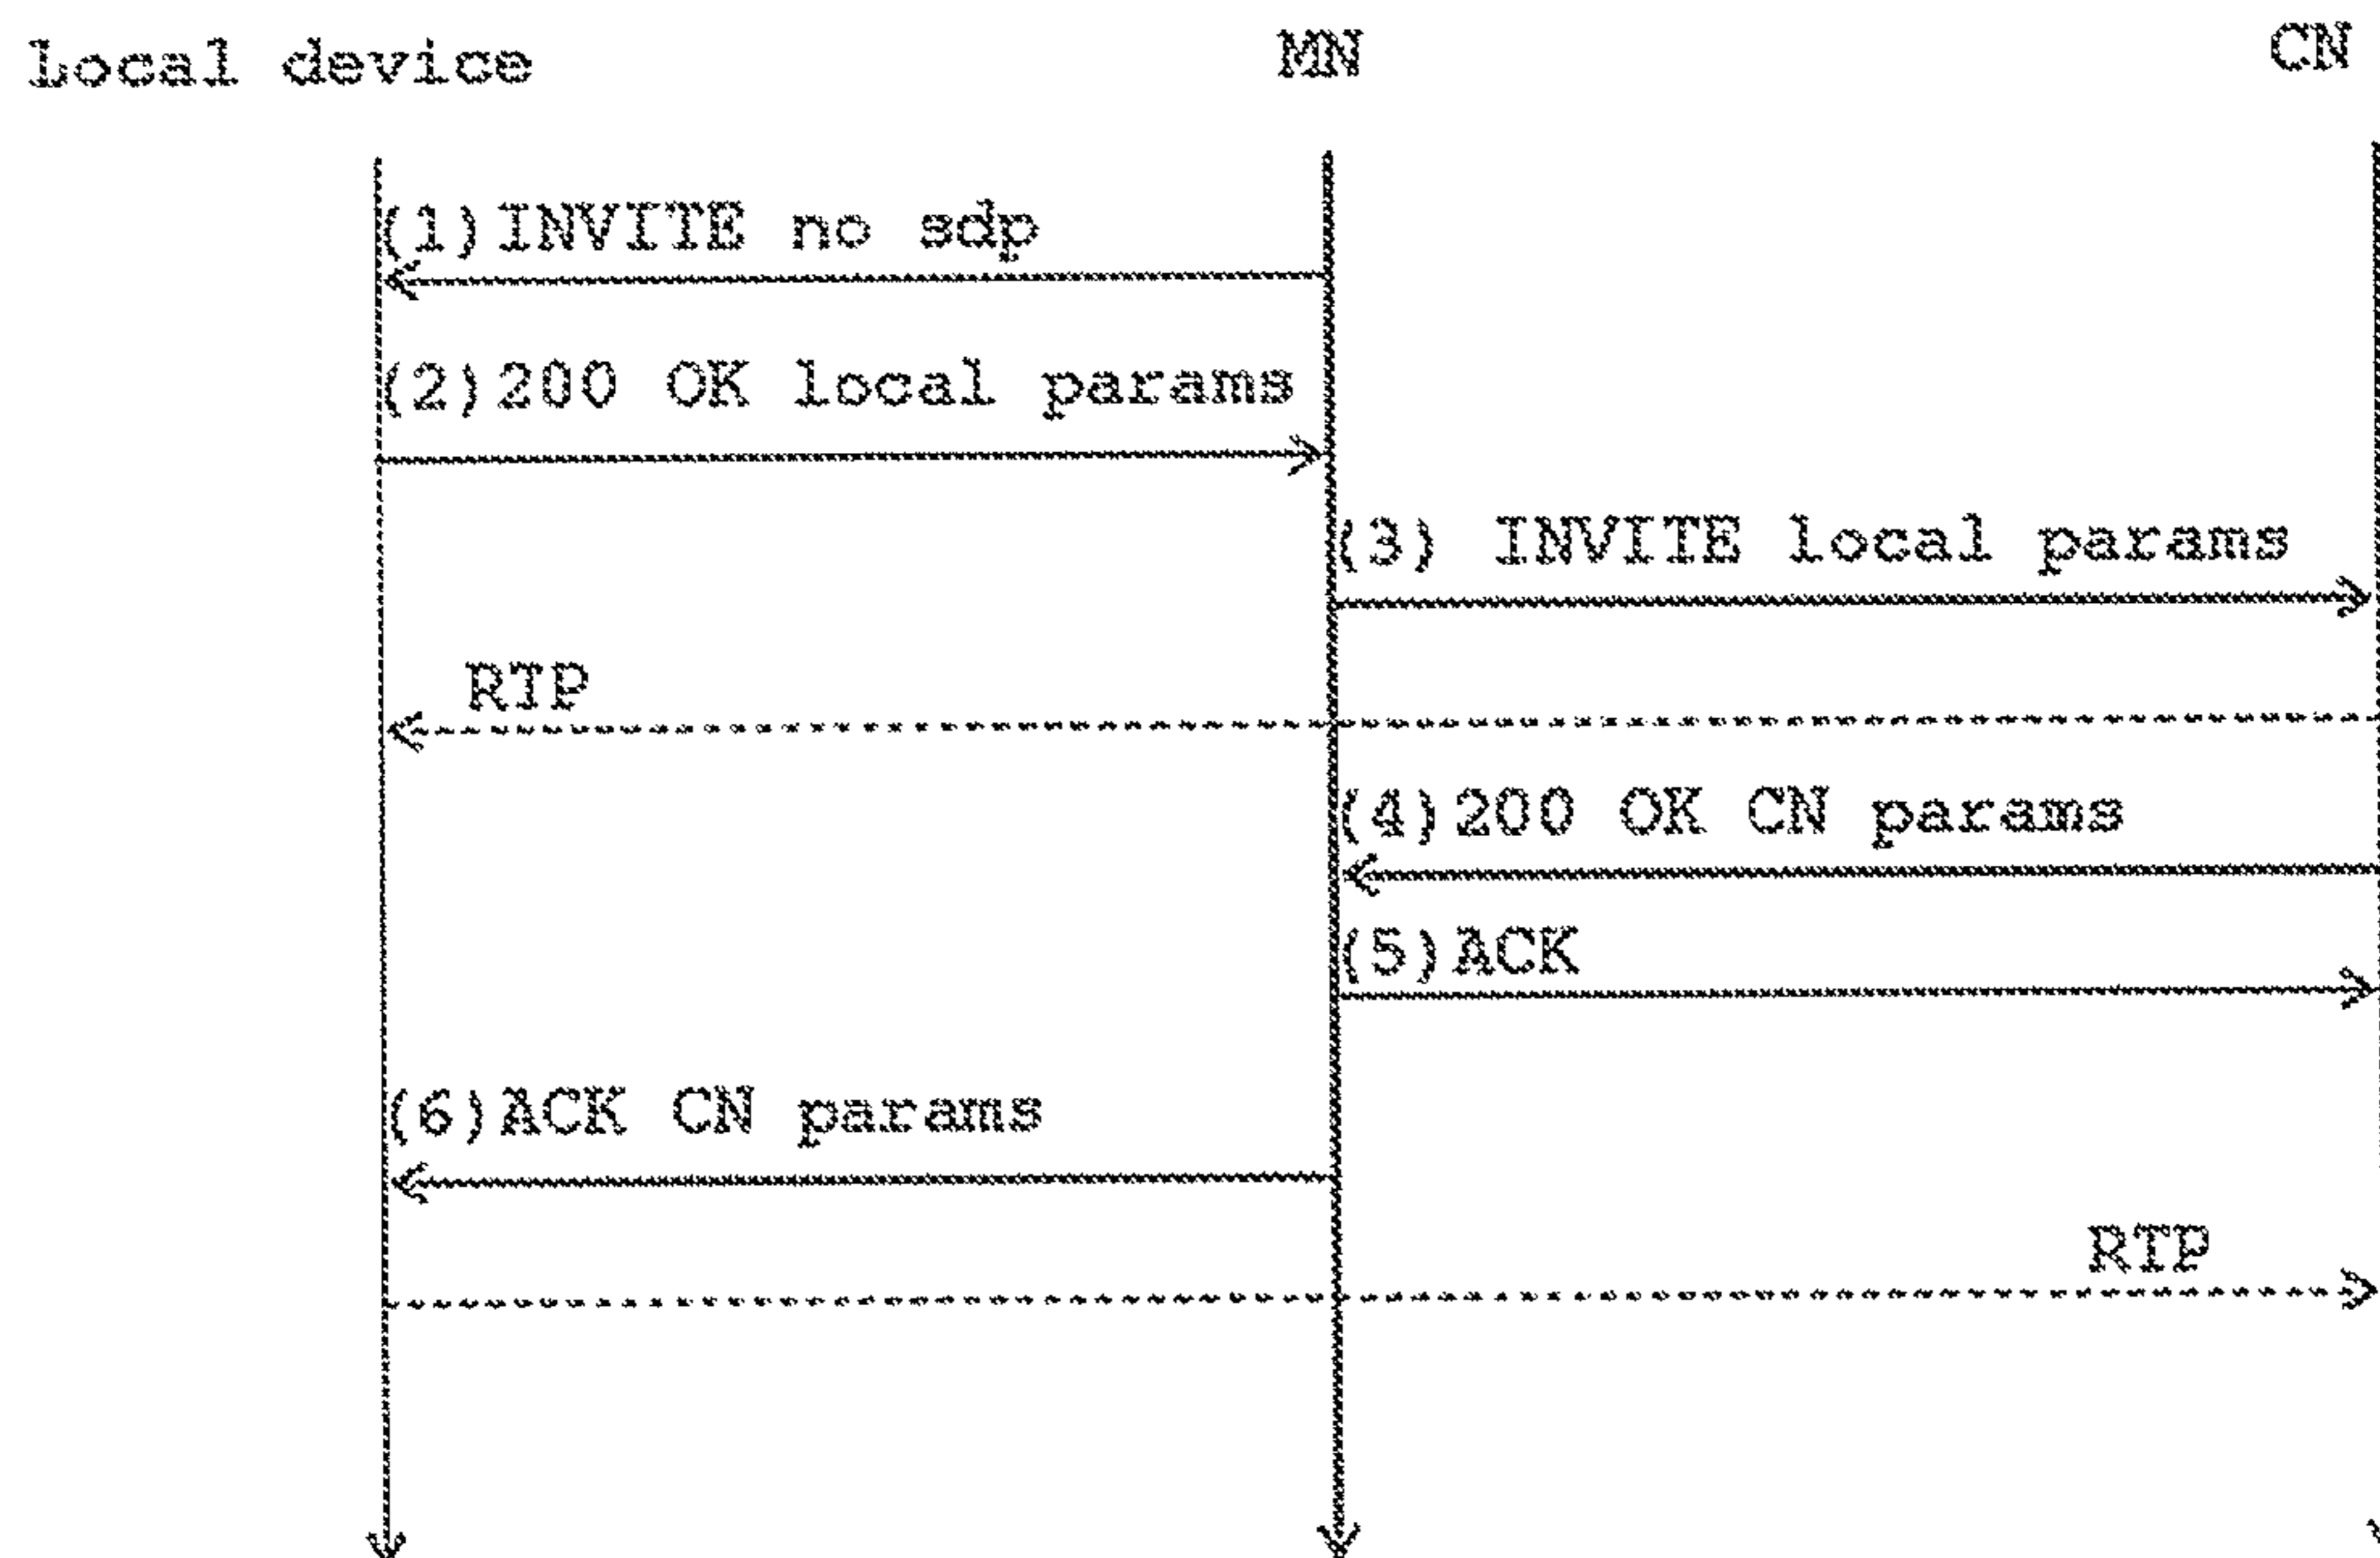 Local device MN CN
(1)INVITE no sdp
(2)200 OK local params
(3) INVITE local params
RTP
(4)200 OK CN params
(5)ACK
(6)ACK CN params
RTP